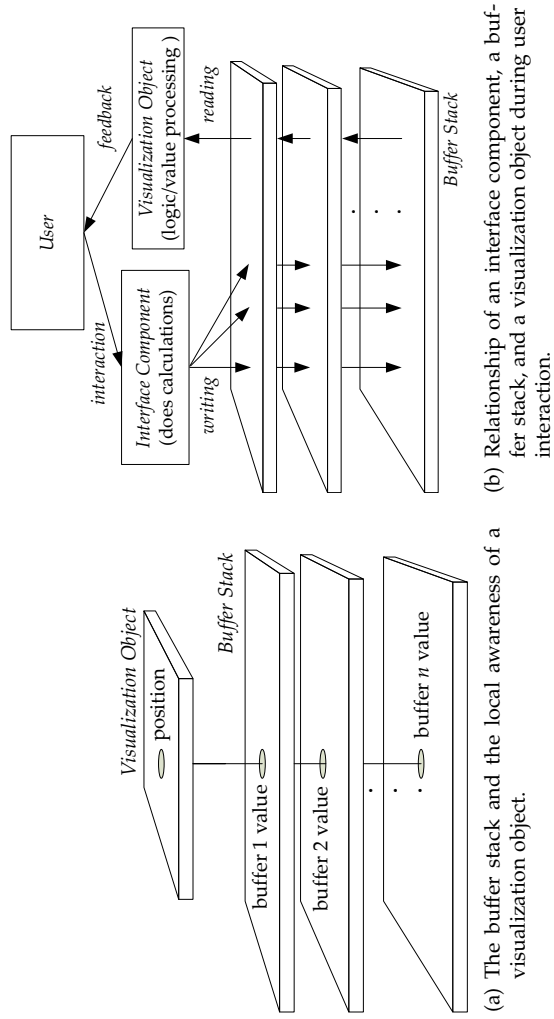 Visualization Object
position
Buffer Stack
buffer 1 value
buffer 2 value
. . .
buffer n value
(a) The buffer stack and the local awareness of a
visualization object.
User
interaction
feedback
Interface Component
(does calculations)
Visualization Object
(logic/value processing )
writing
reading
. . .
Buffer Stack
(b) Relationship of an interface component, a buf-
fer stack, and a visualization object during user
interaction.